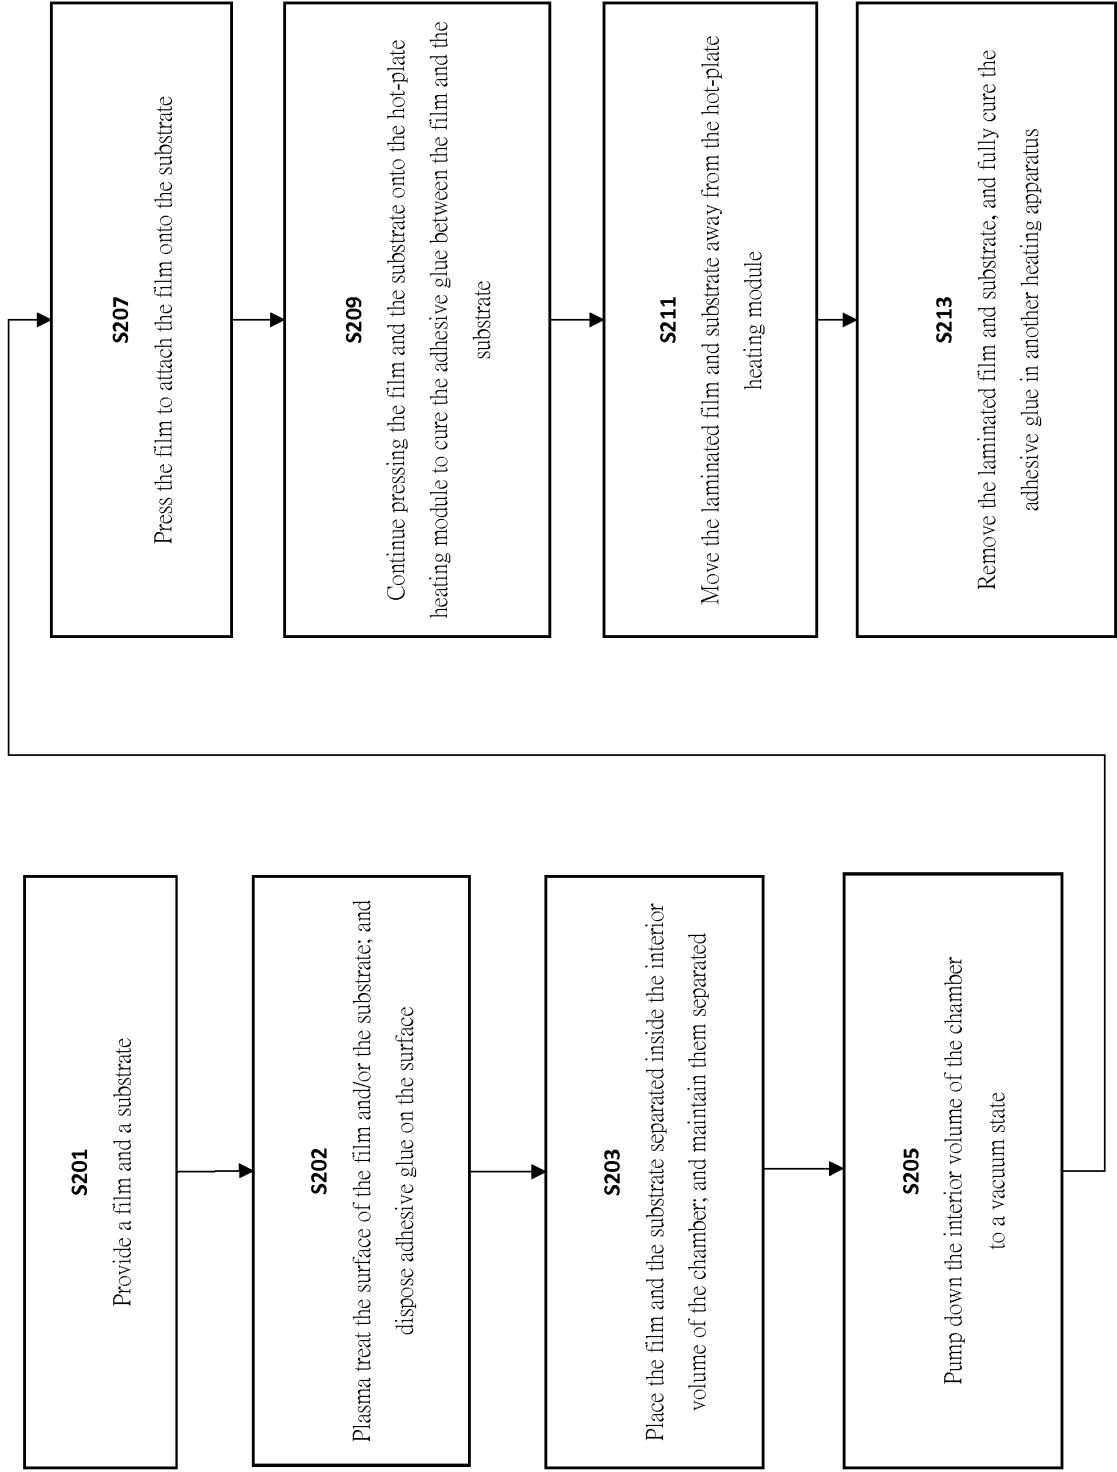 S201
Provide a film and a substrate
S202
Plasma treat the surface of the film and/or the substrate; and
dispose adhesive glue on the surface
S203
Place the film and the substrate separated inside the interior
volume of the chamber; and maintain them separated
S205
Pump down the interior volume of the chamber
to a vacuum state
S207
Press the film to attach the film onto the substrate
S209
Continue pressing the film and the substrate onto the hot-plate
heating module to cure the adhesive glue between the film and the
substrate
S211
Move the laminated film and substrate away from the hot-plate
heating module
S213
Remove the laminated film and substrate, and fully cure the
adhesive glue in another heating apparatus